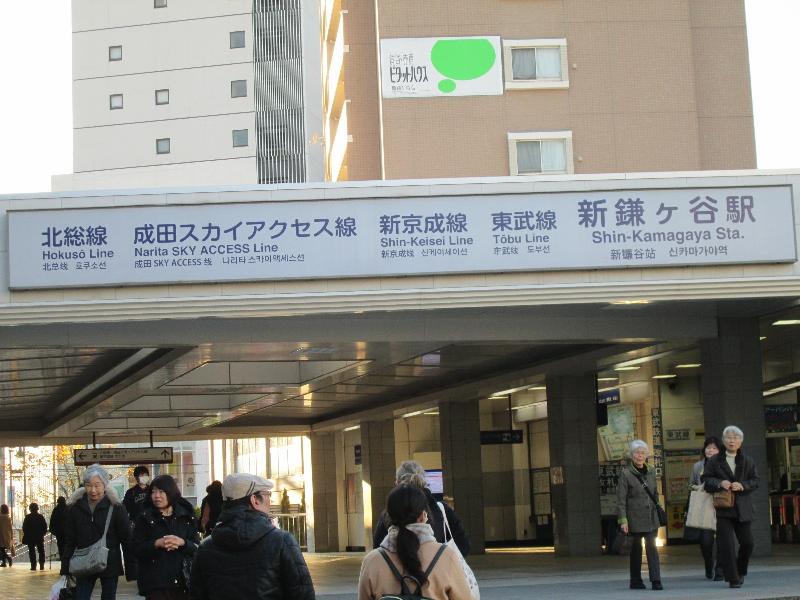 ピタットハウス
北総線
Hokusō Line
北总线 호쿠소선
成田スカイアクセス線
Narita SKY ACCESS Line
成田 SKY ACCESS 线 나리타 스카이액세스선
新京成線
Shin-Keisei Line
新京成线 신케이세이선
東武線
Tōbu Line
东武线 도부선
新鎌ヶ谷駅
Shin-Kamagaya Sta.
新镰谷站 신카마가야역